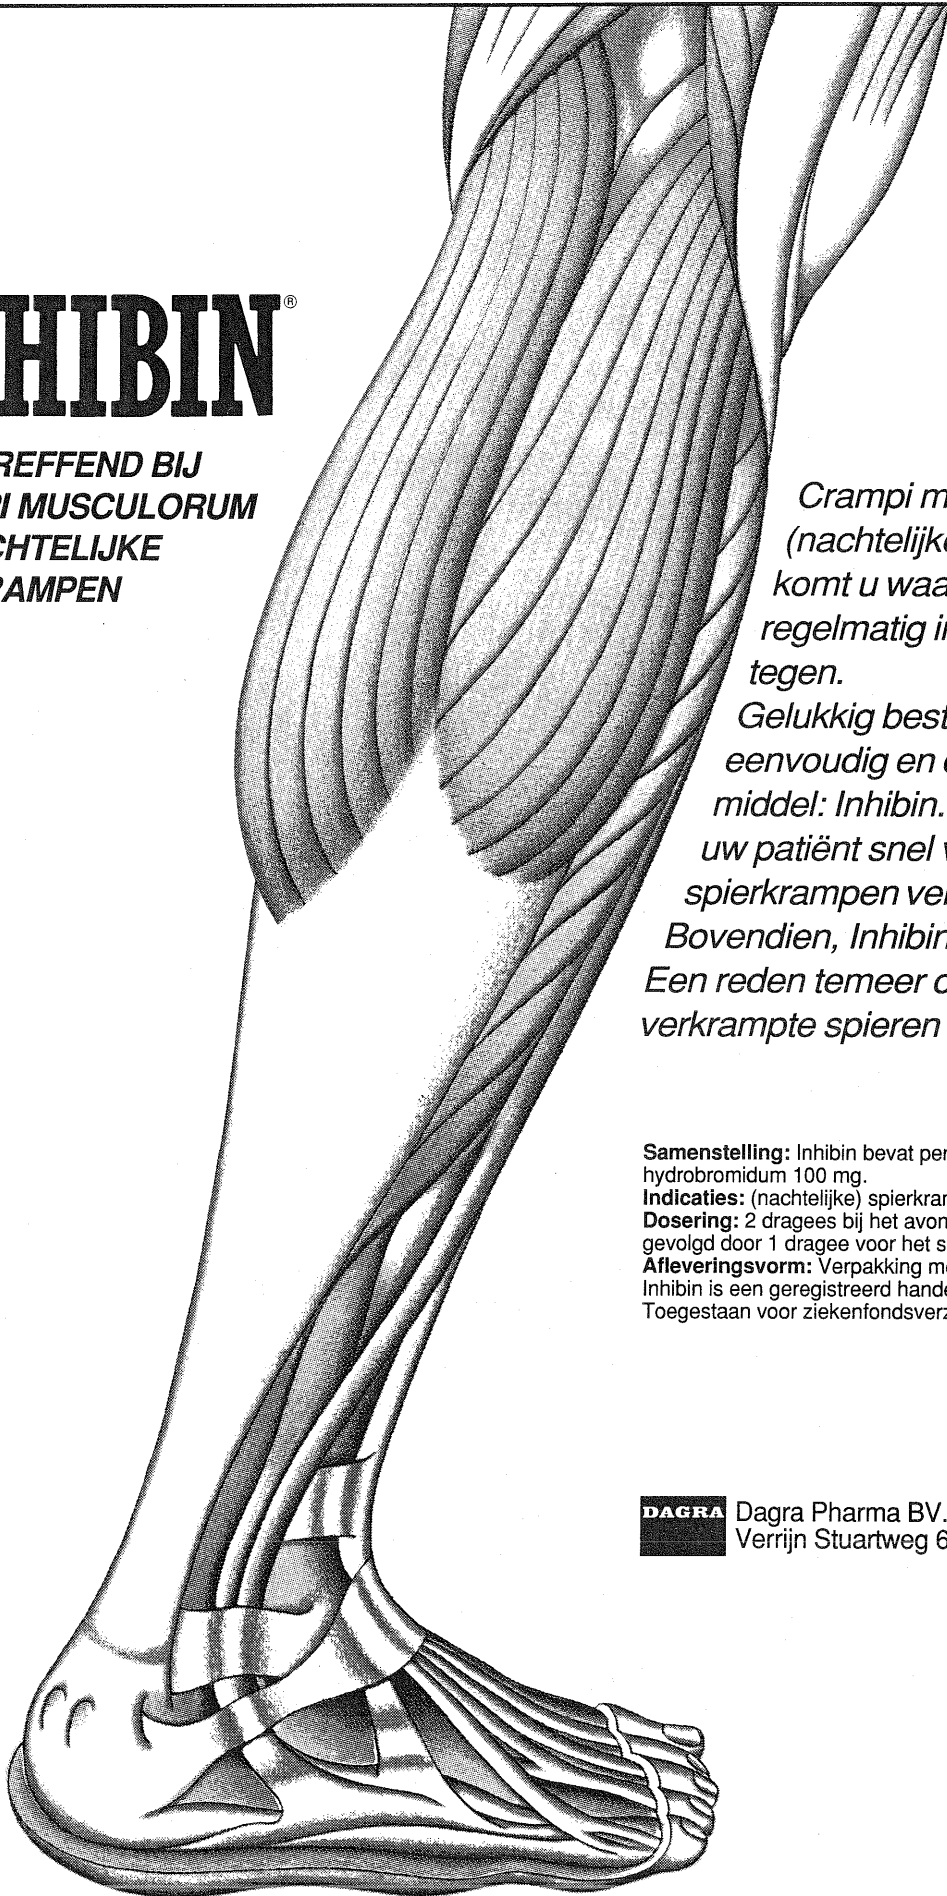 HIBIN®
REFFEND BIJ
I MUSCULORUM
CHTELIJKE
RAMPEN
Crampi m
(nachtelijke
komt u waa
regelmatig in
tegen.
Gelukkig best
eenvoudig en e
middel: Inhibin.
uw patiënt snel v
spierkrampen ver
Bovendien, Inhibin
Een reden temeer o
verkrampte spieren
Samenstelling: Inhibin bevat per
hydrobromidum 100 mg.
Indicaties: (nachtelijke) spierkram
Dosering: 2 dragees bij het avon
gevolgd door 1 dragee voor het s
Afleveringsvorm: Verpakking me
Inhibin is een geregistreerd hande
Toegestaan voor ziekenfondsverz
DAGRA Dagra Pharma BV.
Verrijn Stuartweg 6